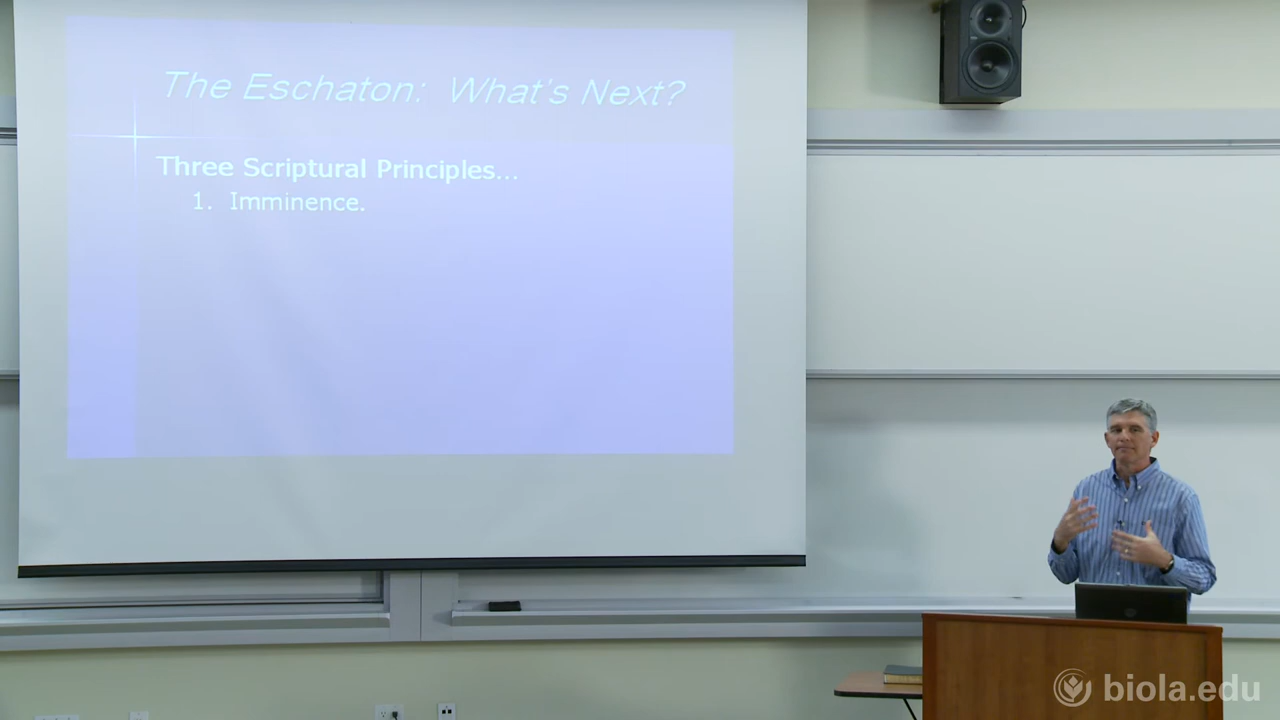 The Eschaton: What's Next?
Three Scriptural Principles...
1. Imminence.
biola.edu